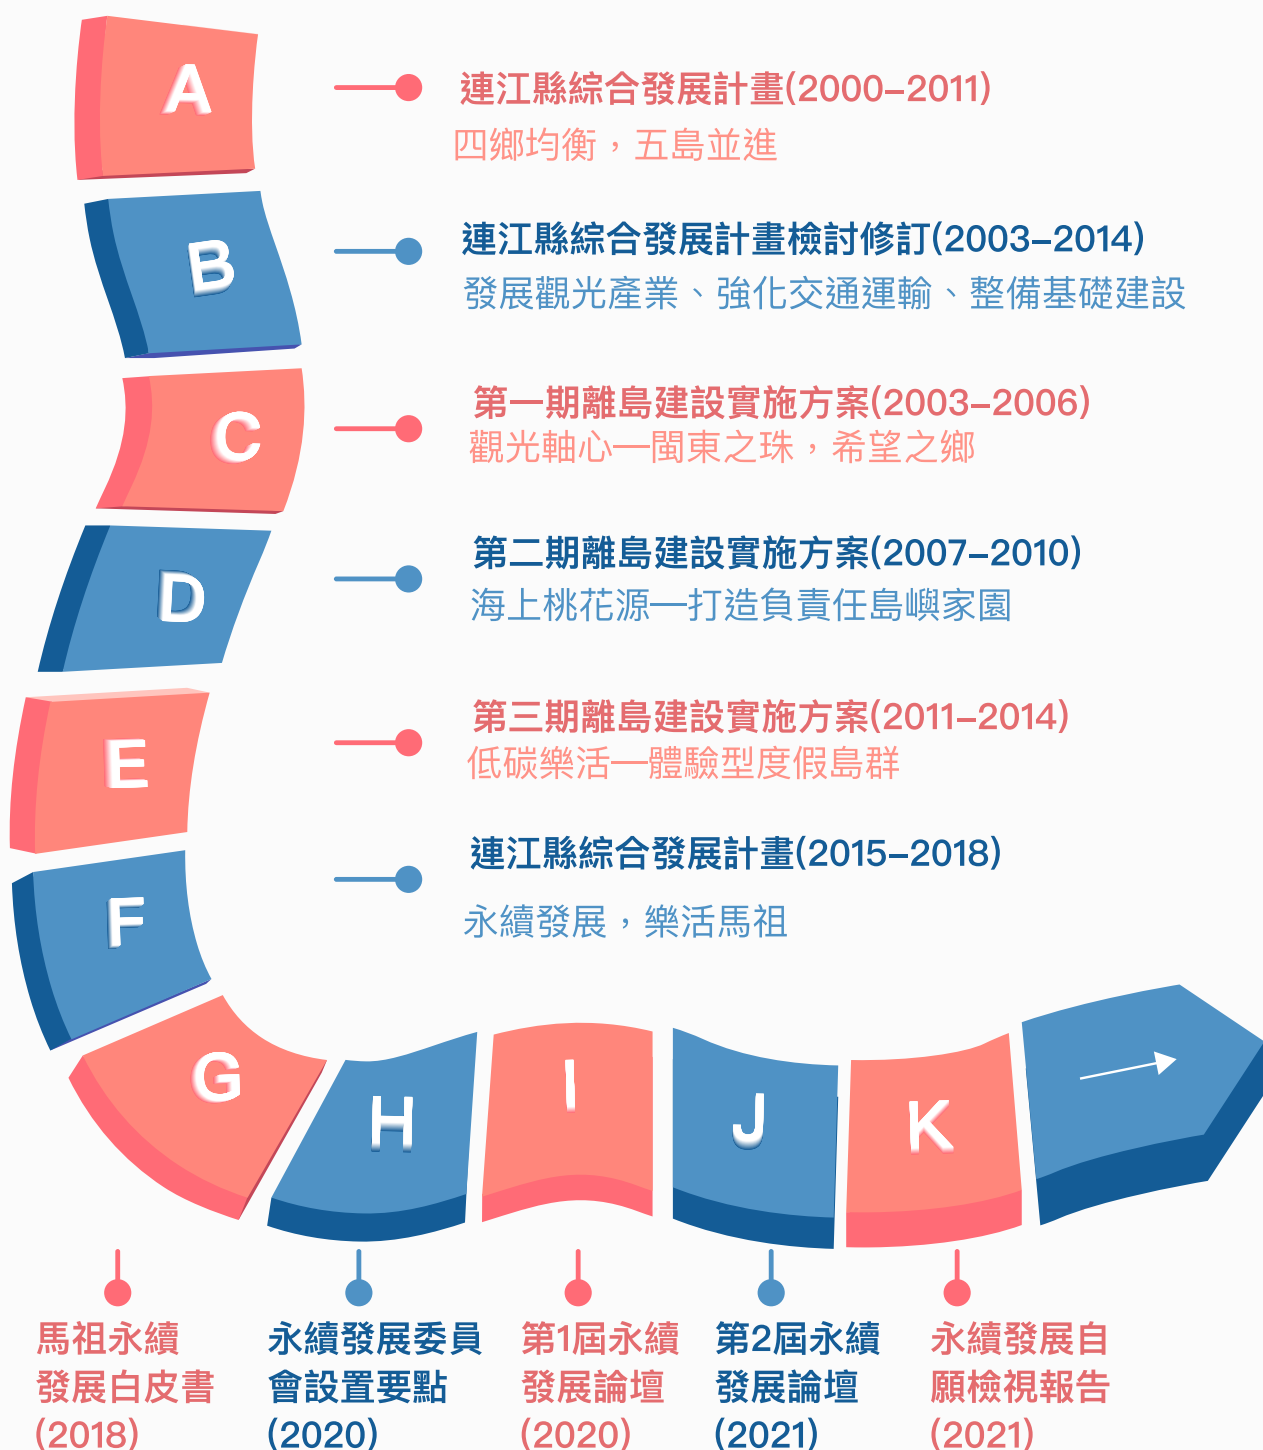 A
連江縣綜合發展計畫(2000–2011)
四鄉均衡，五島並進
B
連江縣綜合發展計畫檢討修訂(2003–2014)
發展觀光產業、強化交通運輸、整備基礎建設
C
第一期離島建設實施方案(2003–2006)
觀光軸心—閩東之珠，希望之鄉
D
第二期離島建設實施方案(2007–2010)
海上桃花源—打造負責任島嶼家園
E
第三期離島建設實施方案(2011–2014)
低碳樂活—體驗型度假島群
F
連江縣綜合發展計畫(2015–2018)
永續發展，樂活馬祖
G
馬祖永續
發展白皮書
(2018)
H
永續發展委員
會設置要點
(2020)
I
第1屆永續
發展論壇
(2020)
J
第2屆永續
發展論壇
(2021)
K
永續發展自
願檢視報告
(2021)